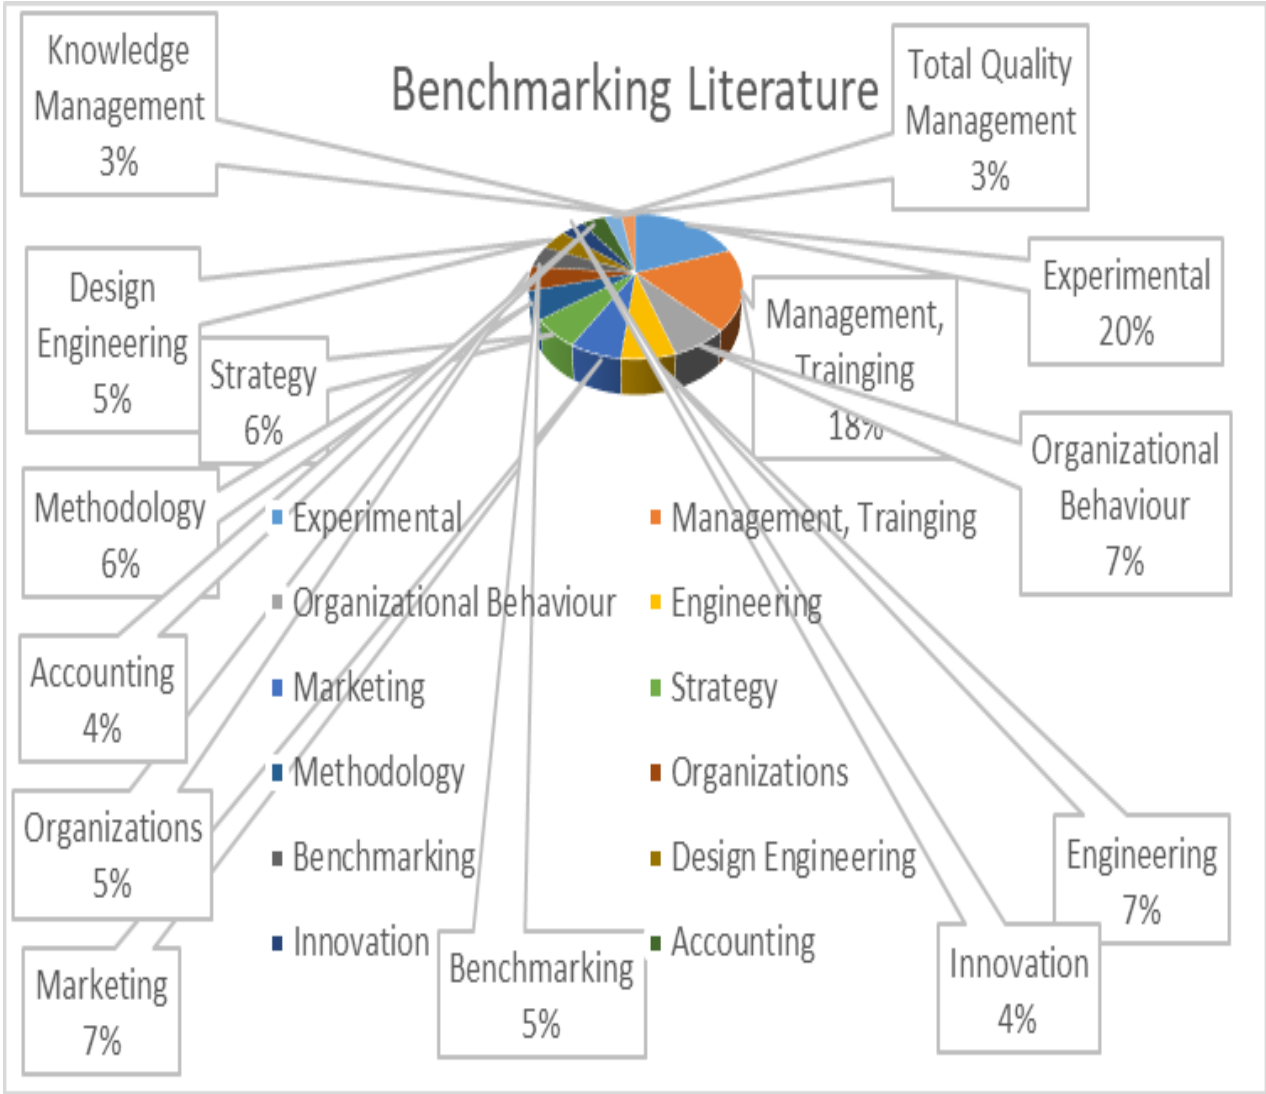 Benchmarking Literature
Knowledge
Management
3%
Total Quality
Management
3%
Design
Engineering
5%
Experimental
20%
Management,
Trainging
18%
Strategy
6%
Organizational
Behaviour
7%
Methodology
6%
Accounting
4%
Organizations
5%
Marketing
7%
Benchmarking
5%
Innovation
4%
Engineering
7%
Experimental
Management, Trainging
Organizational Behaviour
Engineering
Marketing
Strategy
Methodology
Organizations
Benchmarking
Design Engineering
Innovation
Accounting